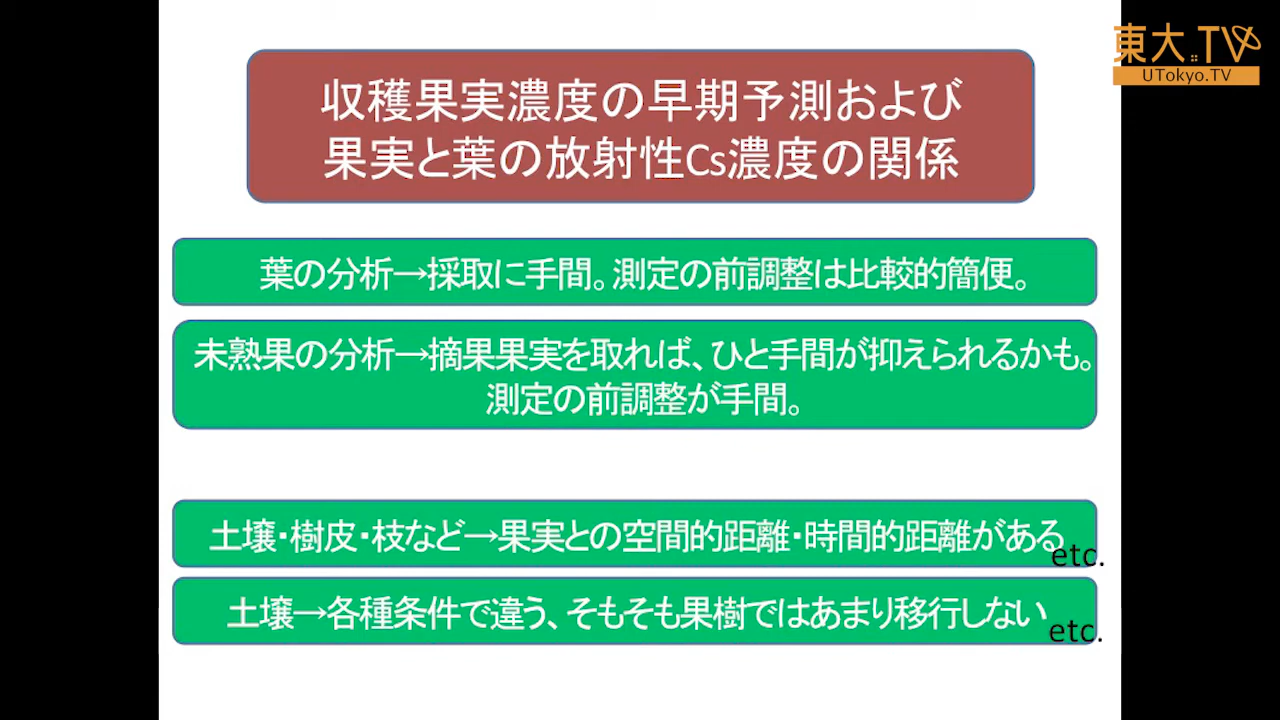 東大.TV
UTokyo.TV
収穫果実濃度の早期予測および
果実と葉の放射性Cs濃度の関係
葉の分析→採取に手間。測定の前調整は比較的簡便。
未熟果の分析→摘果果実を取れば、ひと手間が抑えられるかも。
測定の前調整が手間。
土壌・樹皮・枝など→果実との空間的距離・時間的距離がある
etc.
土壌→各種条件で違う、そもそも果樹ではあまり移行しない
etc.